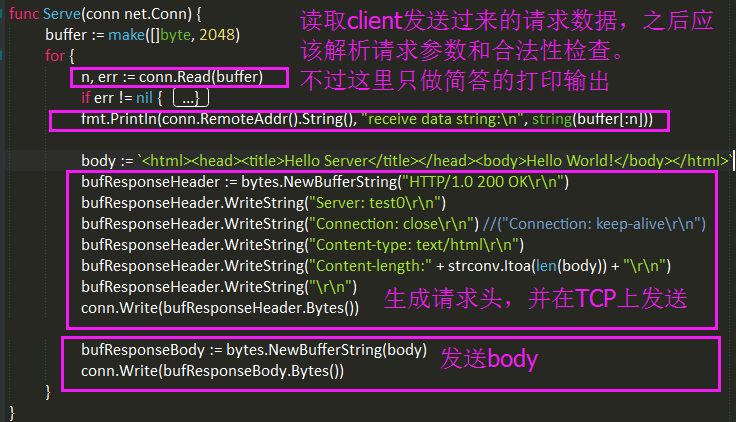 func Serve(conn net.Conn) {
buffer := make([]byte, 2048)
for {
n, err := conn.Read(buffer)
if err != nil { ...}
fmt.Println(conn.RemoteAddr().String(), "receive data string:\n", string(buffer[:n]))
读取client发送过来的请求数据，之后应
该解析请求参数和合法性检查。
不过这里只做简答的打印输出
body := `<html><head><title>Hello Server</title></head><body>Hello World!</body></html>`
bufResponseHeader := bytes.NewBufferString("HTTP/1.0 200 OK\r\n")
bufResponseHeader.WriteString("Server: test0\r\n")
bufResponseHeader.WriteString("Connection: close\r\n") //("Connection: keep-alive\r\n")
bufResponseHeader.WriteString("Content-type: text/html\r\n")
bufResponseHeader.WriteString("Content-length:" + strconv.Itoa(len(body)) + "\r\n")
bufResponseHeader.WriteString("\r\n")
conn.Write(bufResponseHeader.Bytes())
生成请求头，并在TCP上发送
bufResponseBody := bytes.NewBufferString(body)
conn.Write(bufResponseBody.Bytes())
发送body
}
}